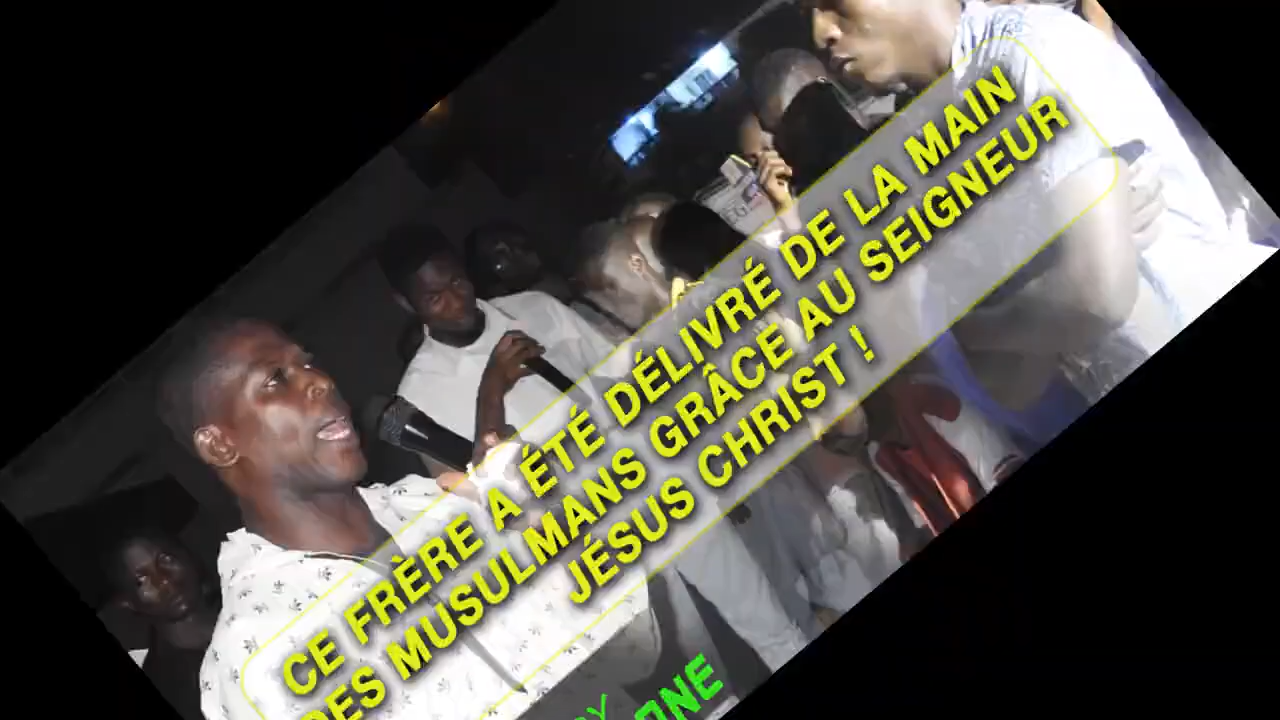 CE FRÈRE A ÉTÉ DÉLIVRÉ DE LA MAIN
DES MUSULMANS GRÂCE AU SEIGNEUR
JÉSUS CHRIST !